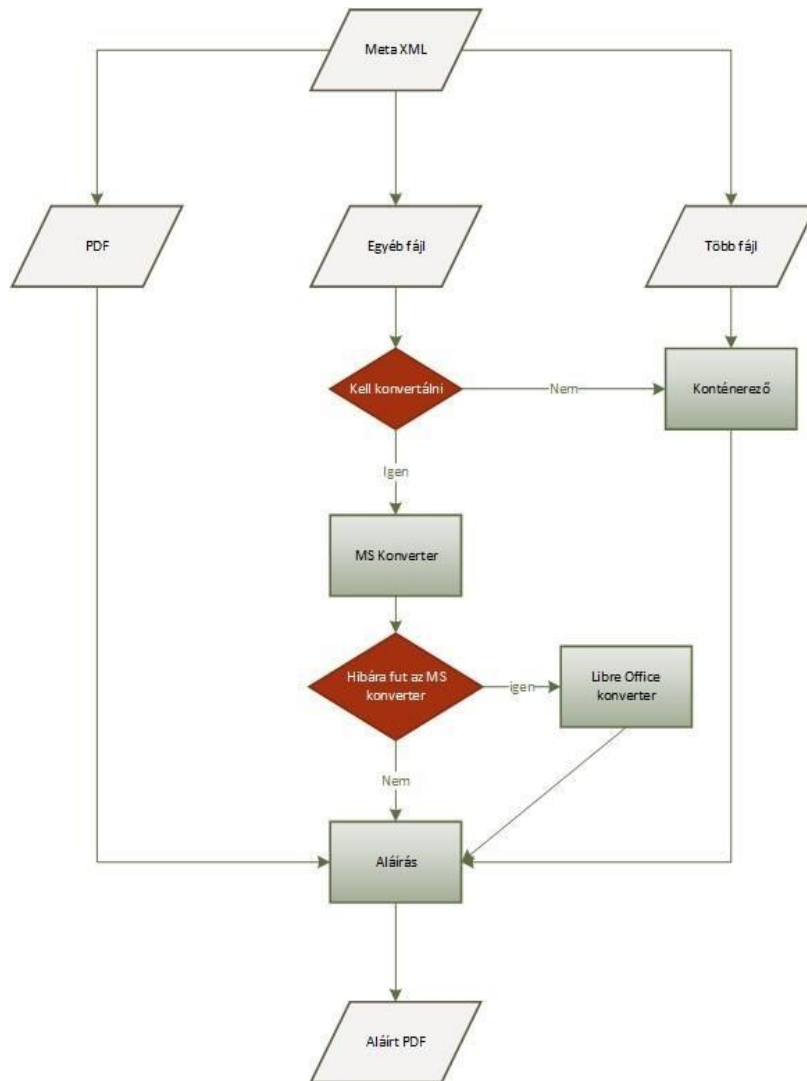 Meta XML
PDF
Egyéb fájl
Több fájl
Kell konvertálni
Nem
Konténerező
Igen
MS Konverter
Hibára fut az MS
konverter
igen
Libre Office
konverter
Nem
Aláírás
Aláírt PDF